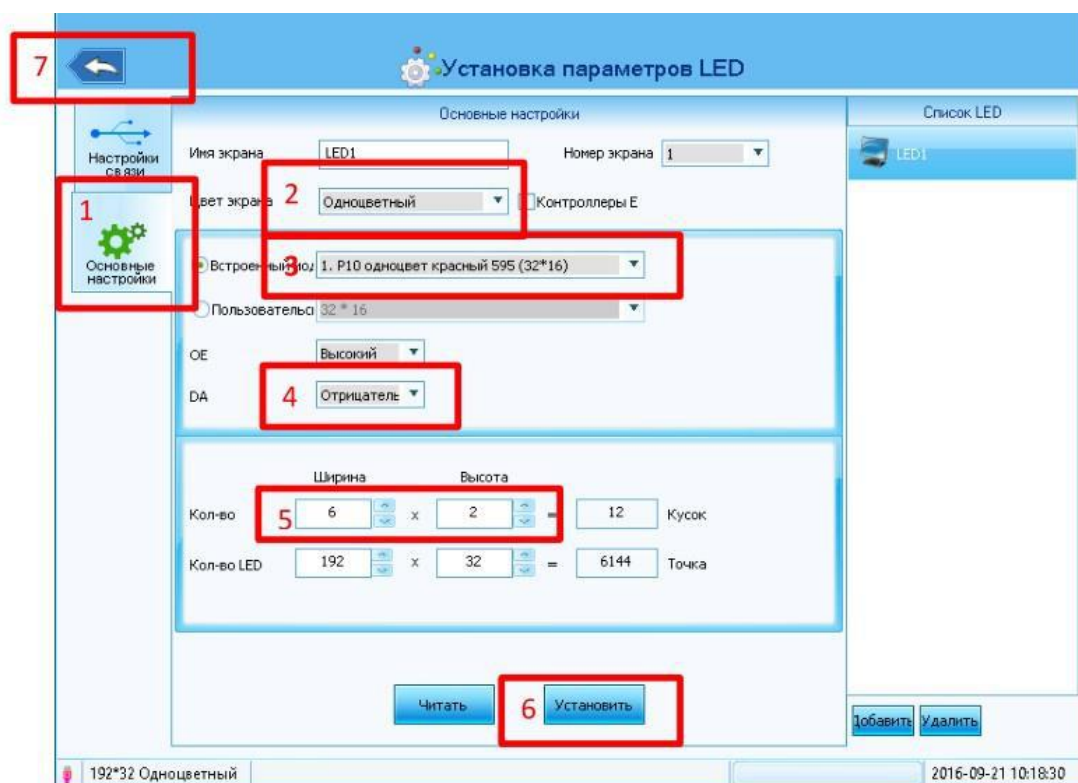 7
Установка параметров LED
Основные настройки
Список LED
Настройки связи
Имя экрана LED1 Номер экрана 1
LED1
1
Цвет экрана 2 Одноцветный Контроллеры E
Основные настройки
Встроенный мод 3 1. P10 одноцвет красный 595 (32*16)
Пользовательс 32 * 16
OE Высокий
DA 4 Отрицатель
Ширина Высота
Кол-во 5 6 x 2 = 12 Кусок
Кол-во LED 192 x 32 = 6144 Точка
Читать 6 Установить
Добавить Удалить
192*32 Одноцветный 2016-09-21 10:18:30